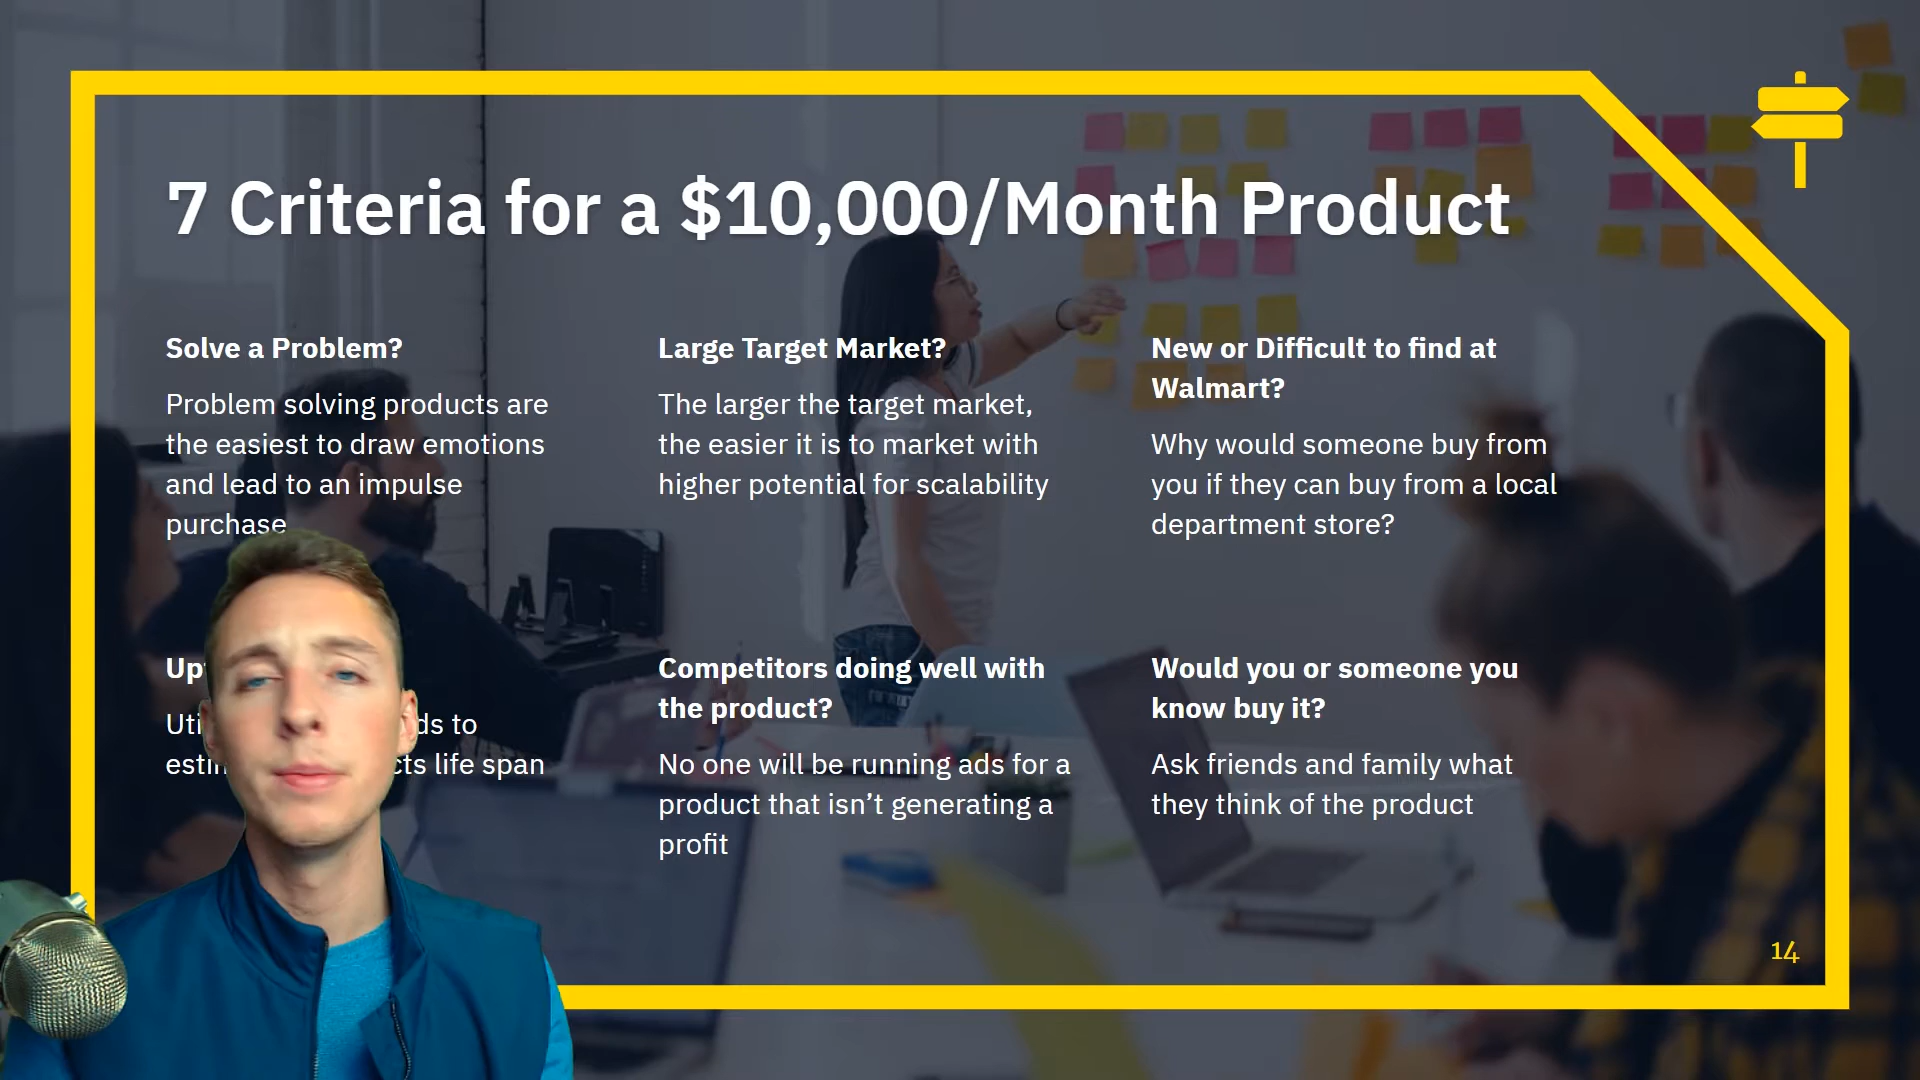 7 Criteria for a $10,000/Month Product
Solve a Problem?
Problem solving products are
the easiest to draw emotions
and lead to an impulse
purchase
Large Target Market?
The larger the target market,
the easier it is to market with
higher potential for scalability
New or Difficult to find at
Walmart?
Why would someone buy from
you if they can buy from a local
department store?
to
life span
Competitors doing well with
the product?
No one will be running ads for a
product that isn’t generating a
profit
Would you or someone you
know buy it?
Ask friends and family what
they think of the product
14